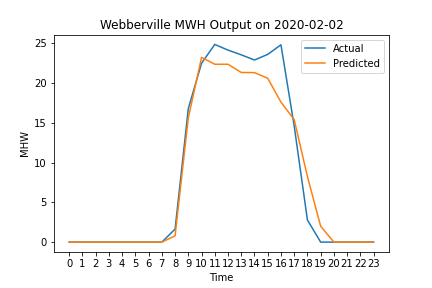 Webberville MWH Output on 2020-02-02
Actual
Predicted
MHW
25
20
15
10
5
0
0 1 2 3 4 5 6 7 8 9 10 11 12 13 14 15 16 17 18 19 20 21 22 23
Time